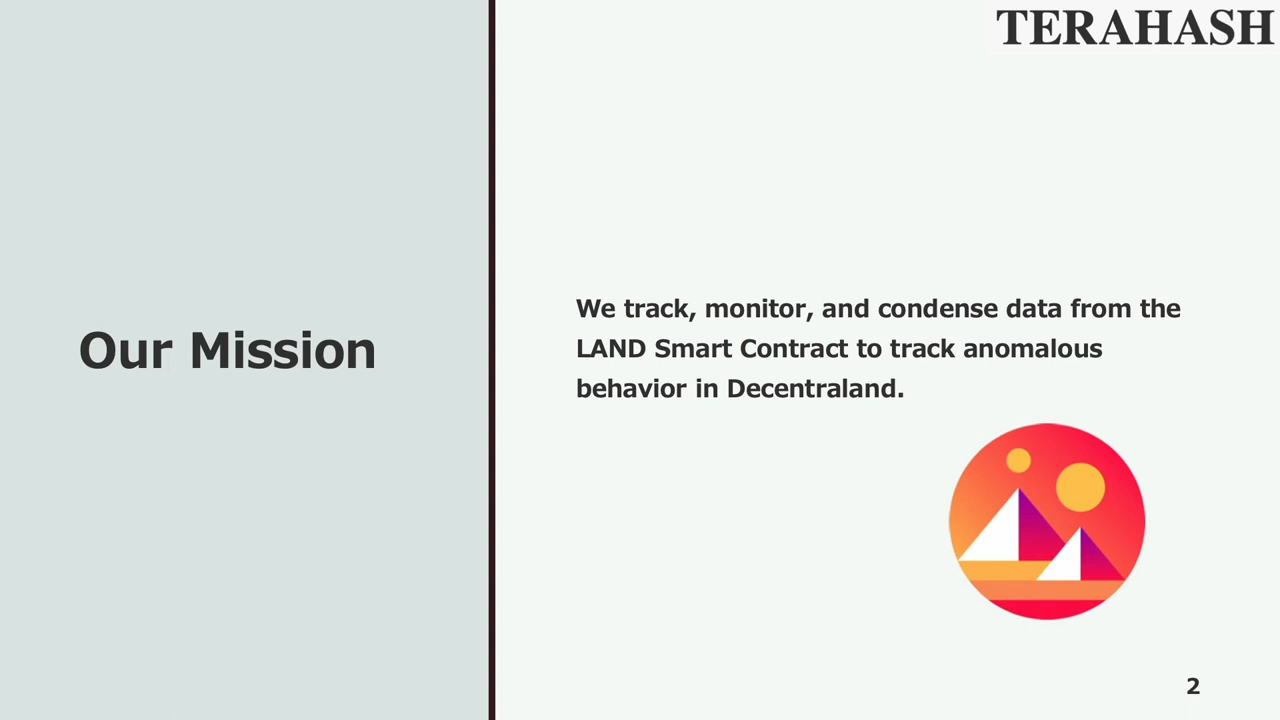 TERAHASH
Our Mission
We track, monitor, and condense data from the
LAND Smart Contract to track anomalous
behavior in Decentraland.
2